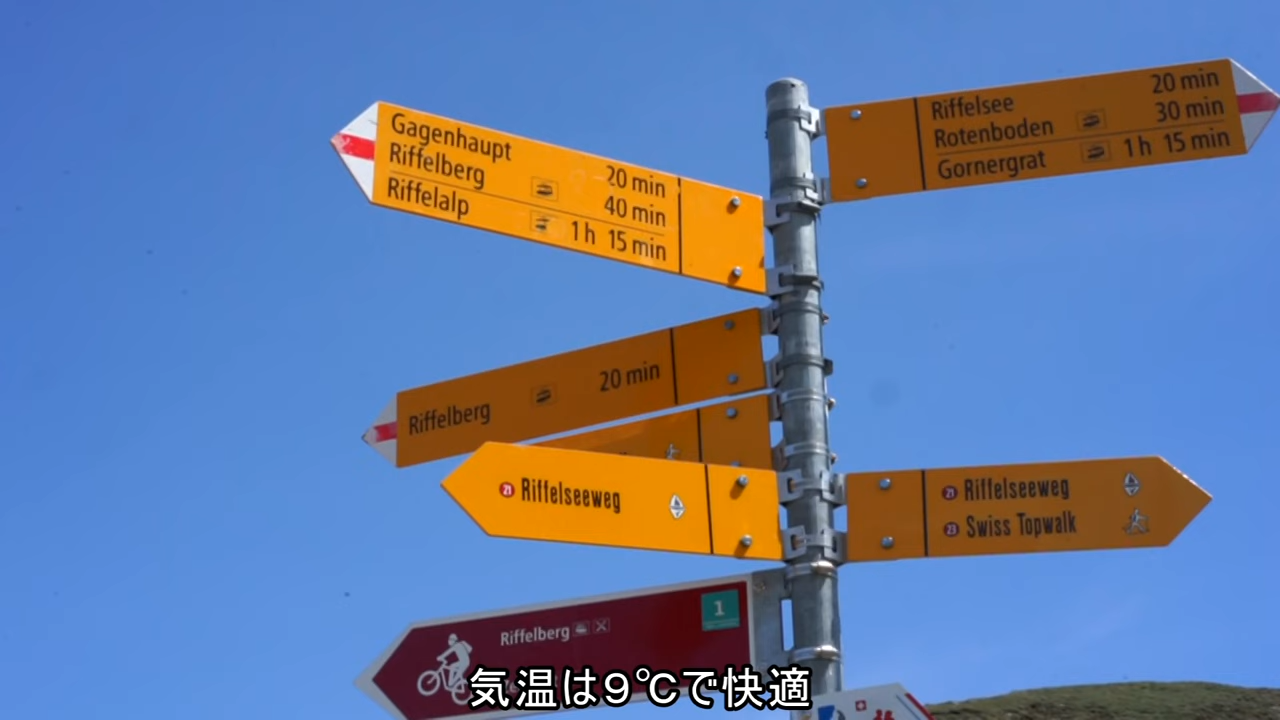 Gagenhaupt 20 min
Riffelberg 40 min
Riffelalp 1 h 15 min
Riffelsee 20 min
Rotenboden 30 min
Gornergrat 1 h 15 min
Riffelberg 20 min
21 Riffelseeweg
21 Riffelseeweg
23 Swiss Topwalk
Riffelberg
1
気温は9℃で快適